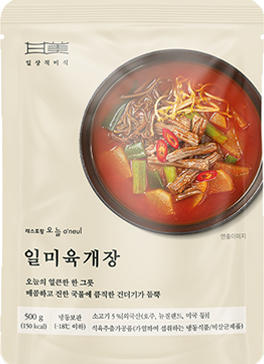 일상적미식
연출이미지
레스토랑 오늘 o'neul
일미육개장
오늘의 얼큰한 한 그릇
매콤하고 진한 국물에 큼직한 건더기가 듬뿍
500 g
(150 kcal)
냉동보관
(-18℃ 이하)
소고기 5 %[외국산(호주, 뉴질랜드, 미국 등)]
식육추출가공품(가열하여 섭취하는 냉동식품/비살균제품)